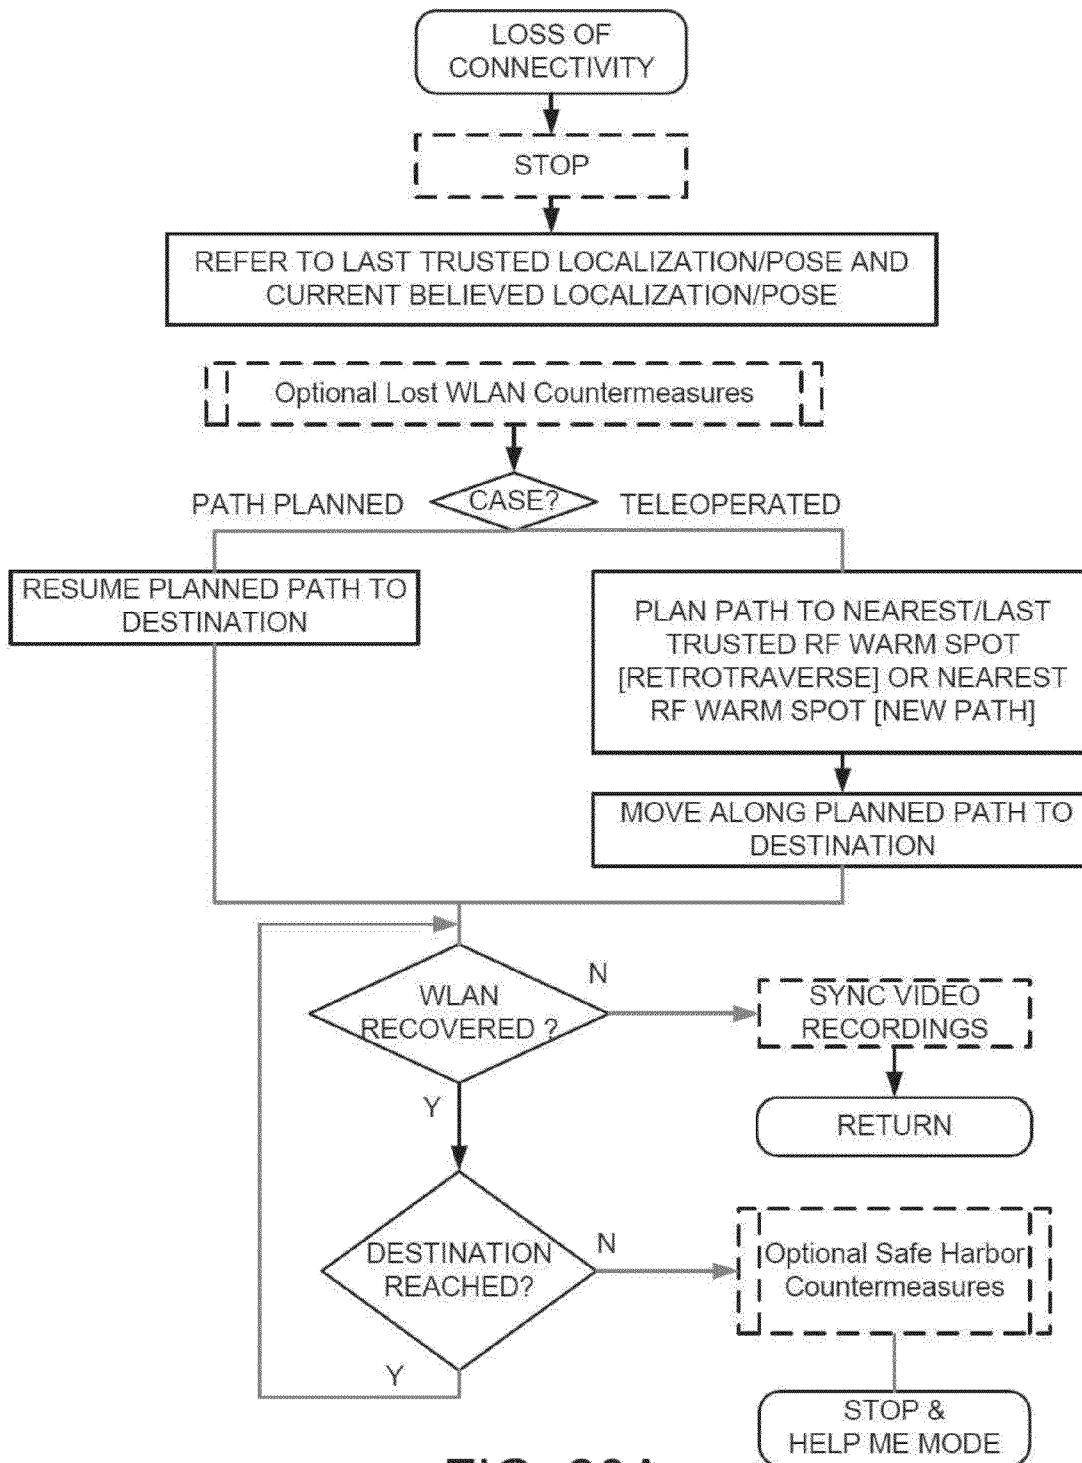 LOSS OF
CONNECTIVITY
STOP
REFER TO LAST TRUSTED LOCALIZATION/POSE AND
CURRENT BELIEVED LOCALIZATION/POSE
Optional Lost WLAN Countermeasures
PATH PLANNED
CASE?
TELEOPERATED
RESUME PLANNED PATH TO
DESTINATION
PLAN PATH TO NEAREST/LAST
TRUSTED RF WARM SPOT
[RETROTRAVERSE] OR NEAREST
RF WARM SPOT [NEW PATH]
MOVE ALONG PLANNED PATH TO
DESTINATION
WLAN
RECOVERED ?
N
SYNC VIDEO
RECORDINGS
Y
RETURN
DESTINATION
REACHED?
N
Optional Safe Harbor
Countermeasures
Y
STOP &
HELP ME MODE